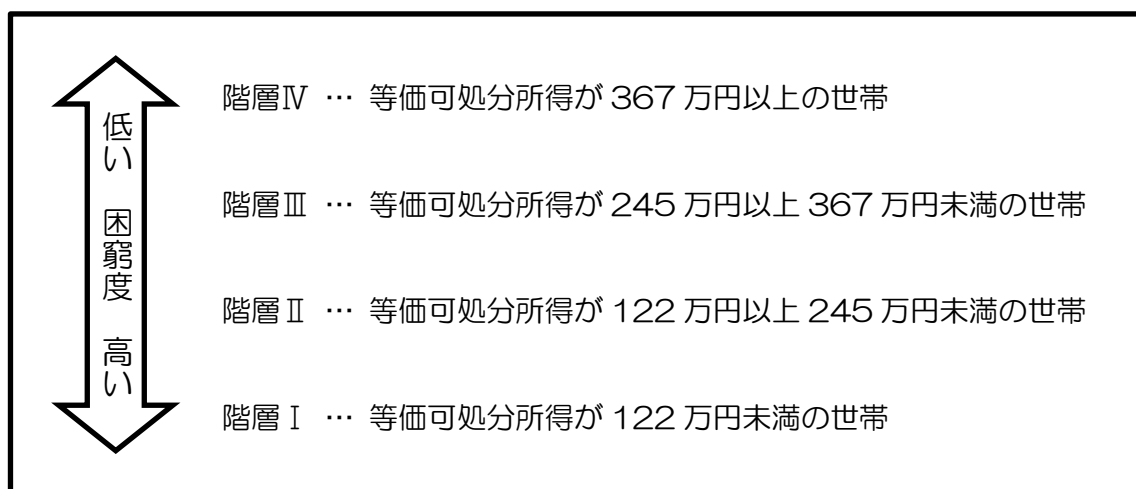 低い 困窮度 高い
階層Ⅳ … 等価可処分所得が 367 万円以上の世帯
階層Ⅲ … 等価可処分所得が 245 万円以上 367 万円未満の世帯
階層Ⅱ … 等価可処分所得が 122 万円以上 245 万円未満の世帯
階層Ⅰ … 等価可処分所得が 122 万円未満の世帯